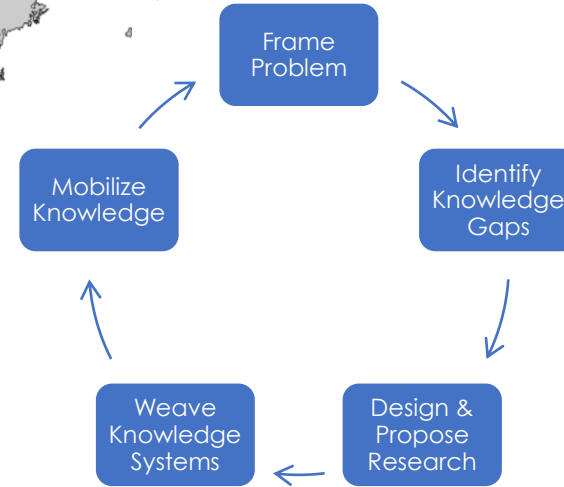 Frame
Problem
Identify
Knowledge
Gaps
Design &
Propose
Research
Weave
Knowledge
Systems
Mobilize
Knowledge